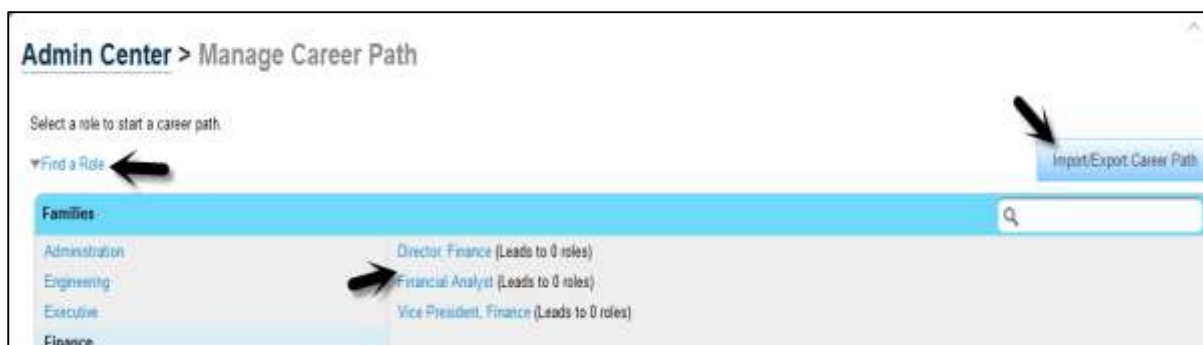 Admin Center > Manage Career Path
Select a role to start a career path.
Find a Role
Import/Export Career Path
Families
Administration
Director, Finance (Leads to 0 roles)
Engineering
Financial Analyst (Leads to 0 roles)
Executive
Vice President, Finance (Leads to 0 roles)
Finance